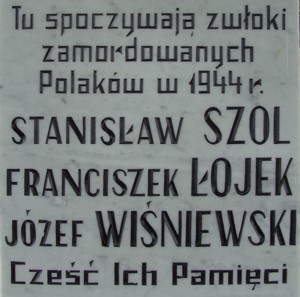 Tu spoczywają zwłoki
zamordowanych
Polaków w 1944 r.
STANISŁAW SZOL
FRANCISZEK ŁOJEK
JÓZEF WIŚNIEWSKI
Cześć Ich Pamięci